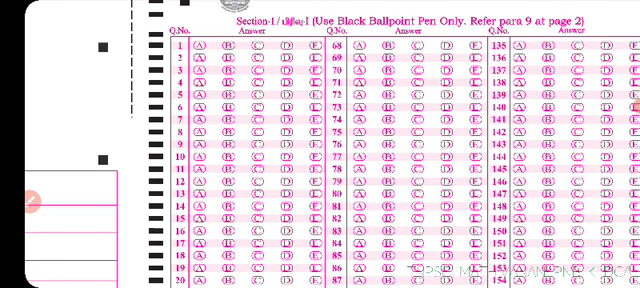 Section-I / பிரிவு-I (Use Black Ballpoint Pen Only. Refer para 9 at page 2)
Q.No. Answer Q.No. Answer Q.No. Answer
1 A B C D E 68 A B C D E 135 A B C D E
2 A B C D E 69 A B C D E 136 A B C D E
3 A B C D E 70 A B C D E 137 A B C D E
4 A B C D E 71 A B C D E 138 A B C D E
5 A B C D E 72 A B C D E 139 A B C D E
6 A B C D E 73 A B C D E 140 A B C D E
7 A B C D E 74 A B C D E 141 A B C D E
8 A B C D E 75 A B C D E 142 A B C D E
9 A B C D E 76 A B C D E 143 A B C D E
10 A B C D E 77 A B C D E 144 A B C D E
11 A B C D E 78 A B C D E 145 A B C D E
12 A B C D E 79 A B C D E 146 A B C D E
13 A B C D E 80 A B C D E 147 A B C D E
14 A B C D E 81 A B C D E 148 A B C D E
15 A B C D E 82 A B C D E 149 A B C D E
16 A B C D E 83 A B C D E 150 A B C D E
17 A B C D E 84 A B C D E 151 A B C D E
18 A B C D E 85 A B C D E 152 A B C D E
19 A B C D E 86 A B C D E 153 A B C D E
20 A B C D E 87 A B C D E 154 A B C D E